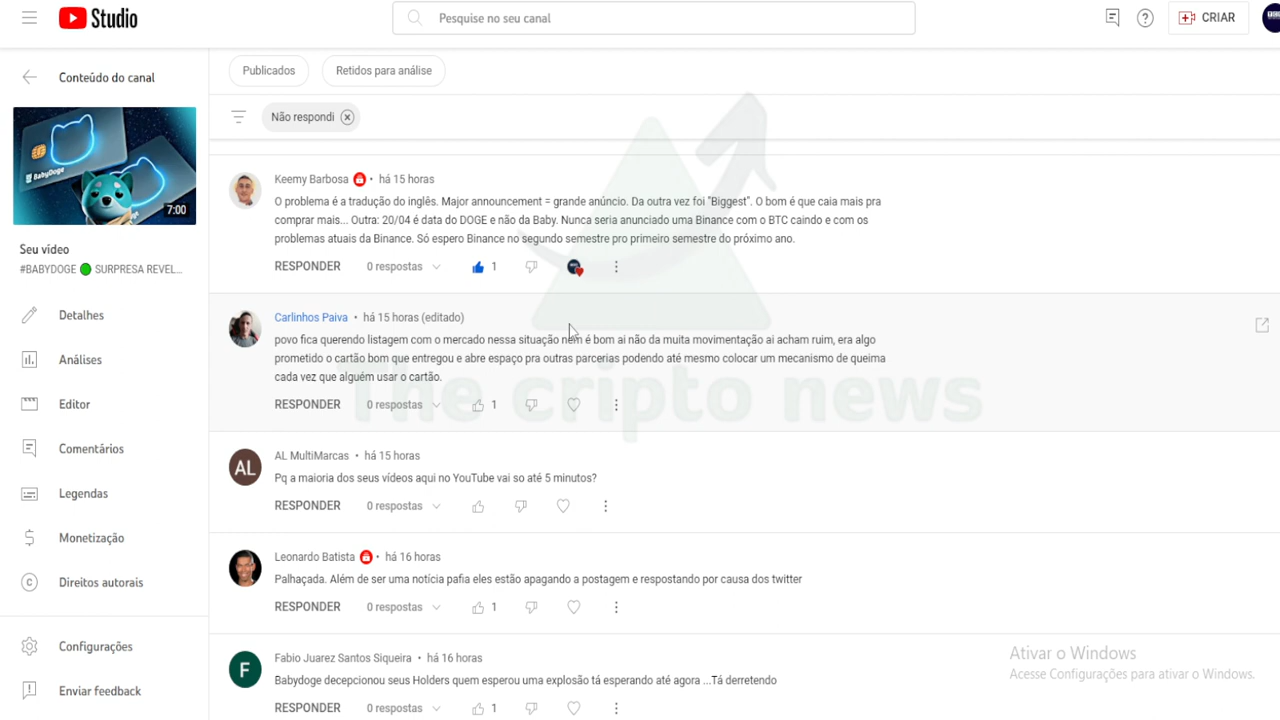 Studio
Pesquise no seu canal
CRIAR
Conteúdo do canal
BabyDoge
7:00
Seu vídeo
#BABYDOGE 🟢 SURPRESA REVEL...
Detalhes
Análises
Editor
Comentários
Legendas
Monetização
Direitos autorais
Configurações
Enviar feedback
Publicados
Retidos para análise
Não respondi
Keemy Barbosa • há 15 horas
O problema é a tradução do inglês. Major announcement = grande anúncio. Da outra vez foi "Biggest". O bom é que caia mais pra
comprar mais... Outra: 20/04 é data do DOGE e não da Baby. Nunca seria anunciado uma Binance com o BTC caindo e com os
problemas atuais da Binance. Só espero Binance no segundo semestre pro primeiro semestre do próximo ano.
RESPONDER 0 respostas 1
Carlinhos Paiva • há 15 horas (editado)
povo fica querendo listagem com o mercado nessa situação nem é bom ai não da muita movimentação ai acham ruim, era algo
prometido o cartão bom que entregou e abre espaço pra outras parcerias podendo até mesmo colocar um mecanismo de queima
cada vez que alguém usar o cartão.
RESPONDER 0 respostas 1
The cripto news
AL
AL MultiMarcas • há 15 horas
Pq a maioria dos seus vídeos aqui no YouTube vai so até 5 minutos?
RESPONDER 0 respostas
Leonardo Batista • há 16 horas
Palhaçada. Além de ser uma notícia pafia eles estão apagando a postagem e respostando por causa dos twitter
RESPONDER 0 respostas 1
F
Fabio Juarez Santos Siqueira • há 16 horas
Babydoge decepcionou seus Holders quem esperou uma explosão tá esperando até agora ...Tá derretendo
RESPONDER 0 respostas 1
Ativar o Windows
Acesse Configurações para ativar o Windows.